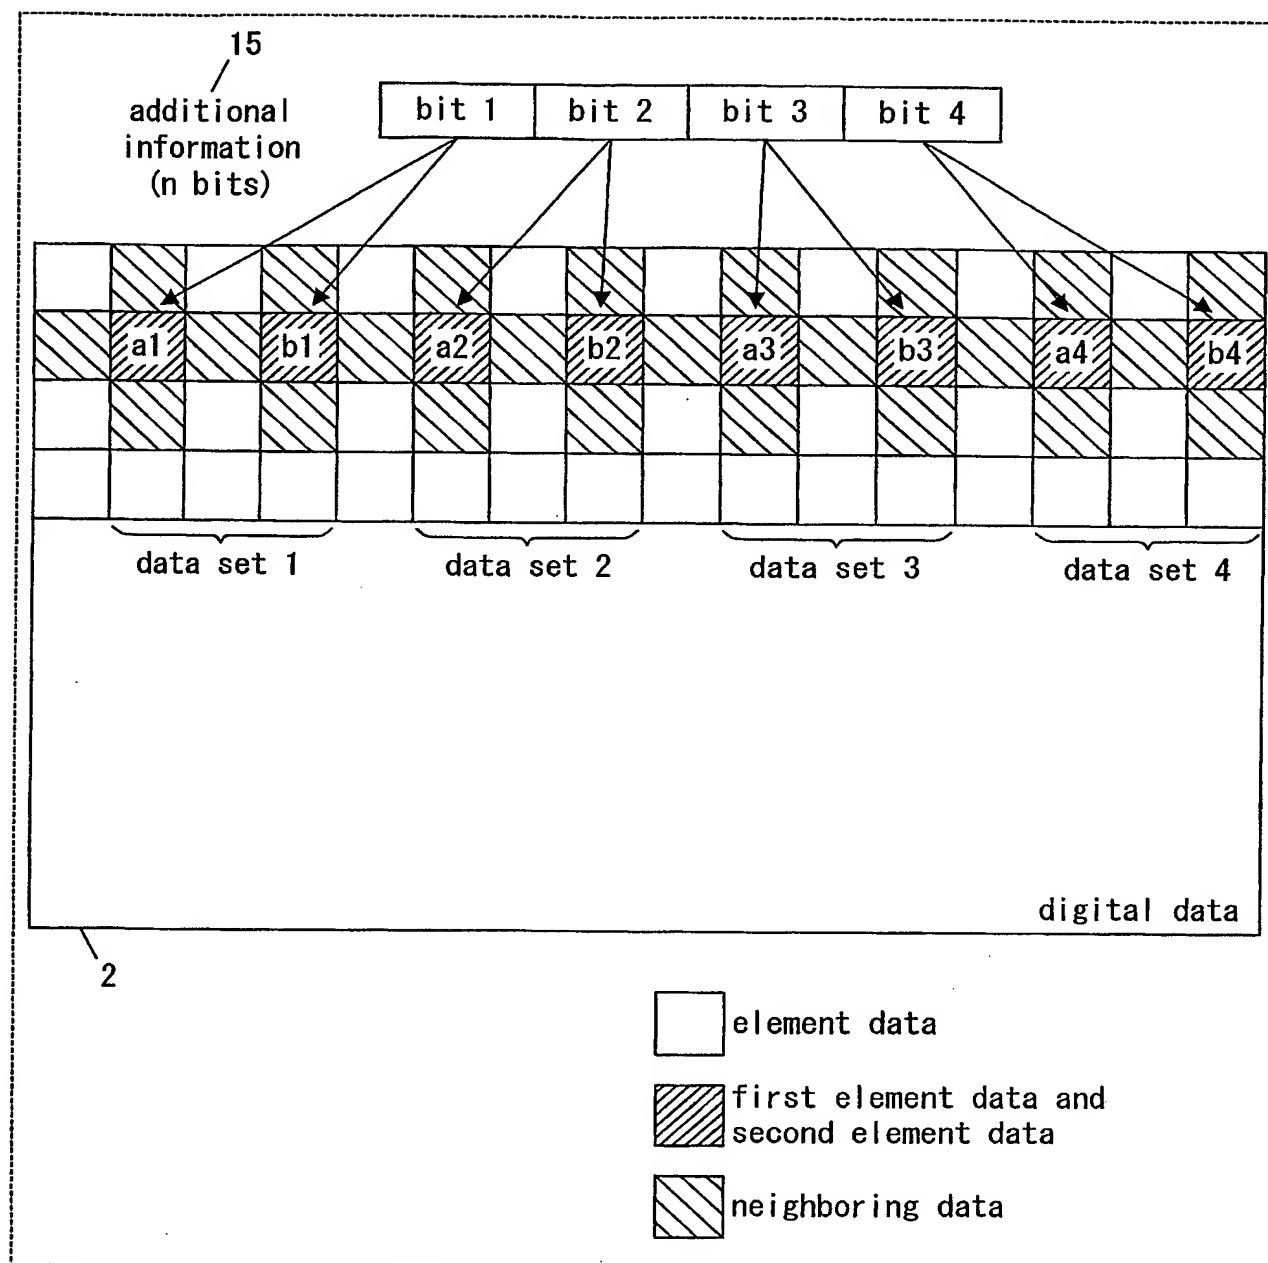 15
additional
information
(n bits)
bit 1 bit 2 bit 3 bit 4
a1 b1 a2 b2 a3 b3 a4 b4
data set 1 data set 2 data set 3 data set 4
digital data
2
element data
first element data and
second element data
neighboring data